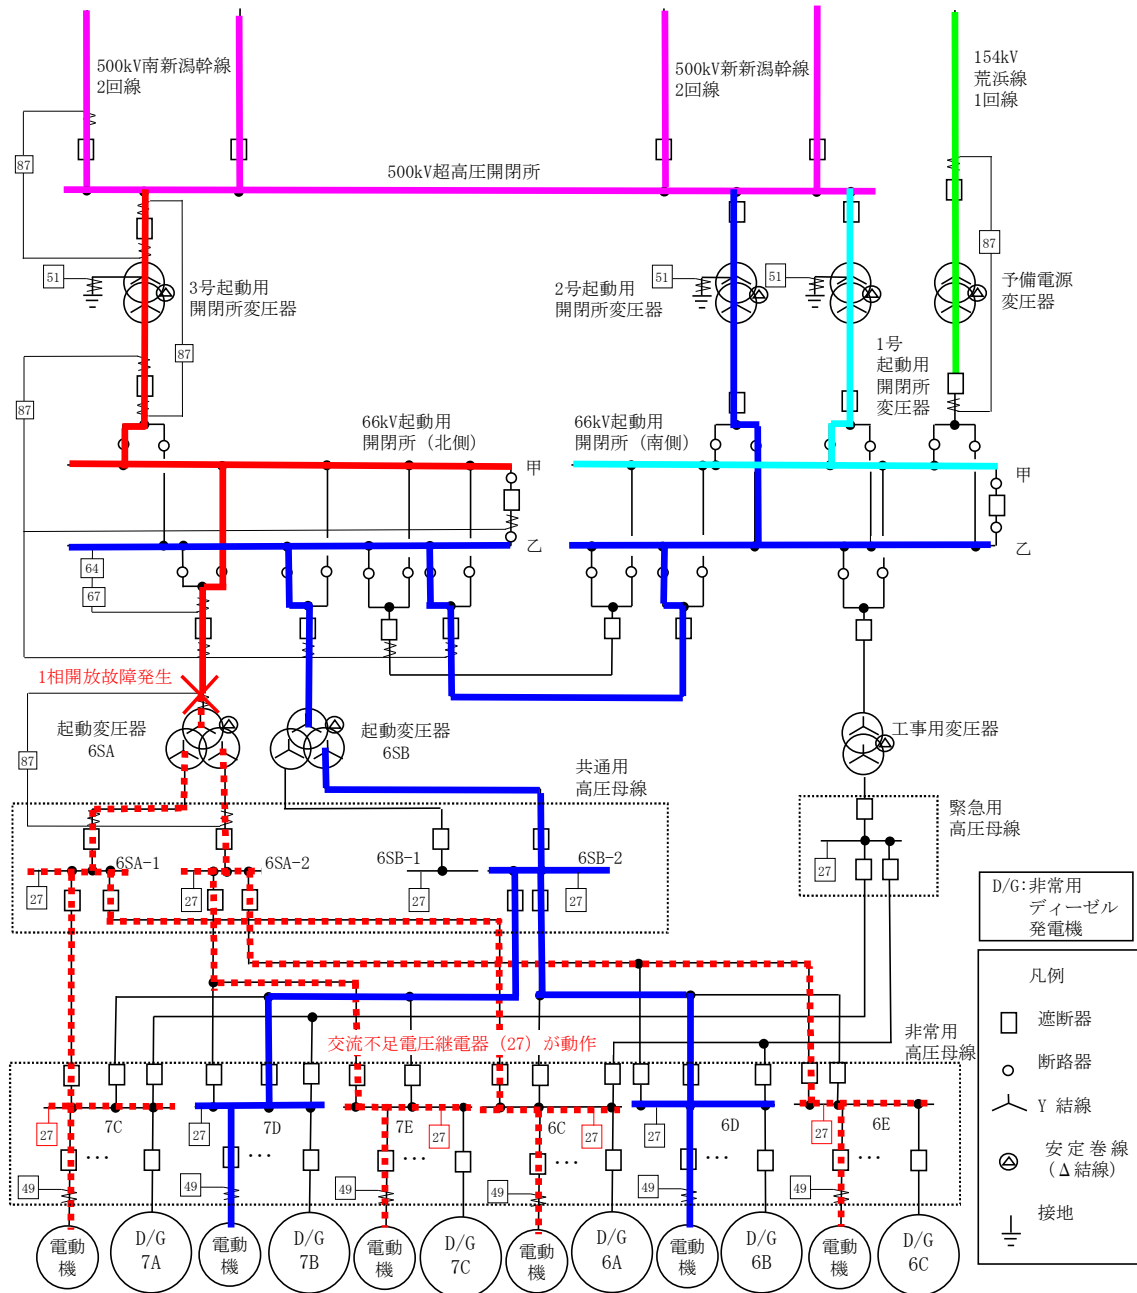 500kV南新潟幹線
2回線
500kV新新潟幹線
2回線
154kV
荒浜線
1回線
87
500kV超高圧開閉所
87
51
3号起動用
開閉所変圧器
2号起動用
開閉所変圧器
51
51
予備電源
変圧器
87
87
1号
起動用
開閉所
変圧器
87
66kV起動用
開閉所（北側）
66kV起動用
開閉所（南側）
甲
甲
乙
乙
64
67
1相開放故障発生
起動変圧器
6SA
起動変圧器
6SB
工事用変圧器
87
共通用
高圧母線
緊急用
高圧母線
6SA-1
6SA-2
6SB-1
6SB-2
27
27
27
27
27
D/G:非常用
ディーゼル
発電機
凡例
遮断器
断路器
Y 結線
安定巻線
(Δ結線)
接地
交流不足電圧継電器（27）が動作
非常用
高圧母線
7C
7D
7E
6C
6D
6E
27
27
27
27
27
27
･･･
･･･
･･･
･･･
･･･
･･･
49
49
49
49
49
49
電動
機
D/G
7A
電動
機
D/G
7B
電動
機
D/G
7C
電動
機
D/G
6A
電動
機
D/G
6B
電動
機
D/G
6C